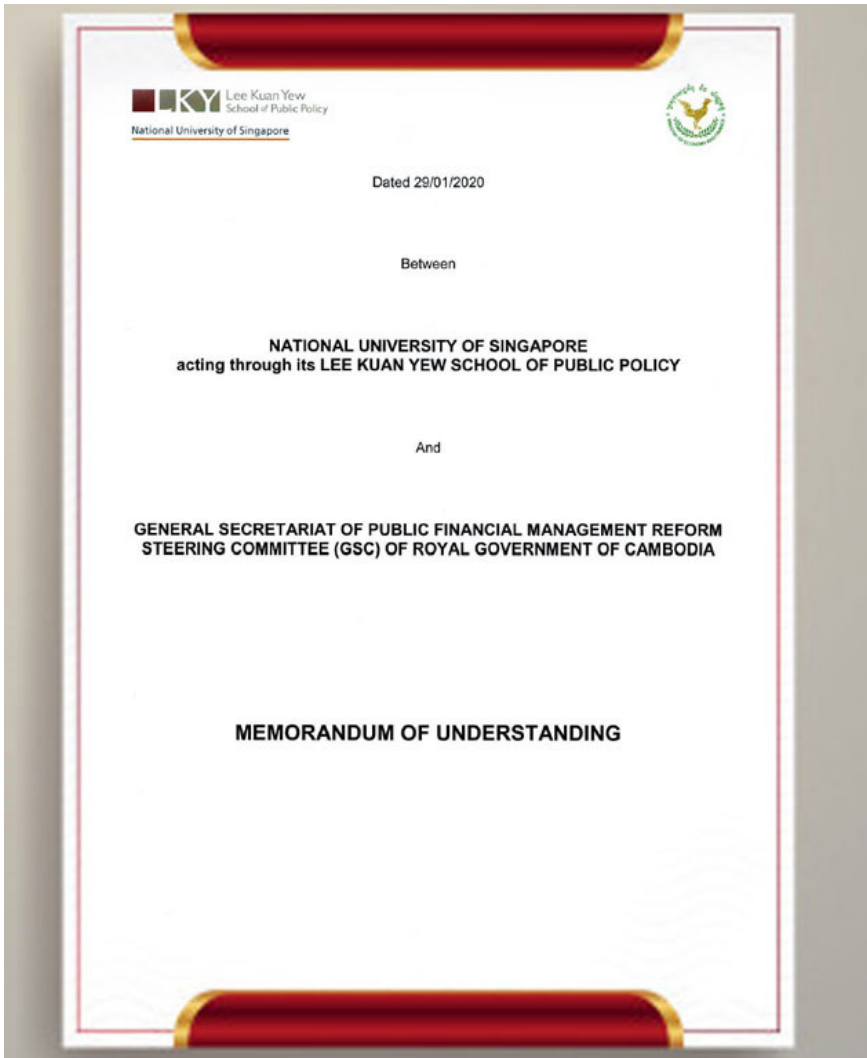 LKY Lee Kuan Yew
School of Public Policy
National University of Singapore
Dated 29/01/2020
Between
NATIONAL UNIVERSITY OF SINGAPORE
acting through its LEE KUAN YEW SCHOOL OF PUBLIC POLICY
And
GENERAL SECRETARIAT OF PUBLIC FINANCIAL MANAGEMENT REFORM
STEERING COMMITTEE (GSC) OF ROYAL GOVERNMENT OF CAMBODIA
MEMORANDUM OF UNDERSTANDING